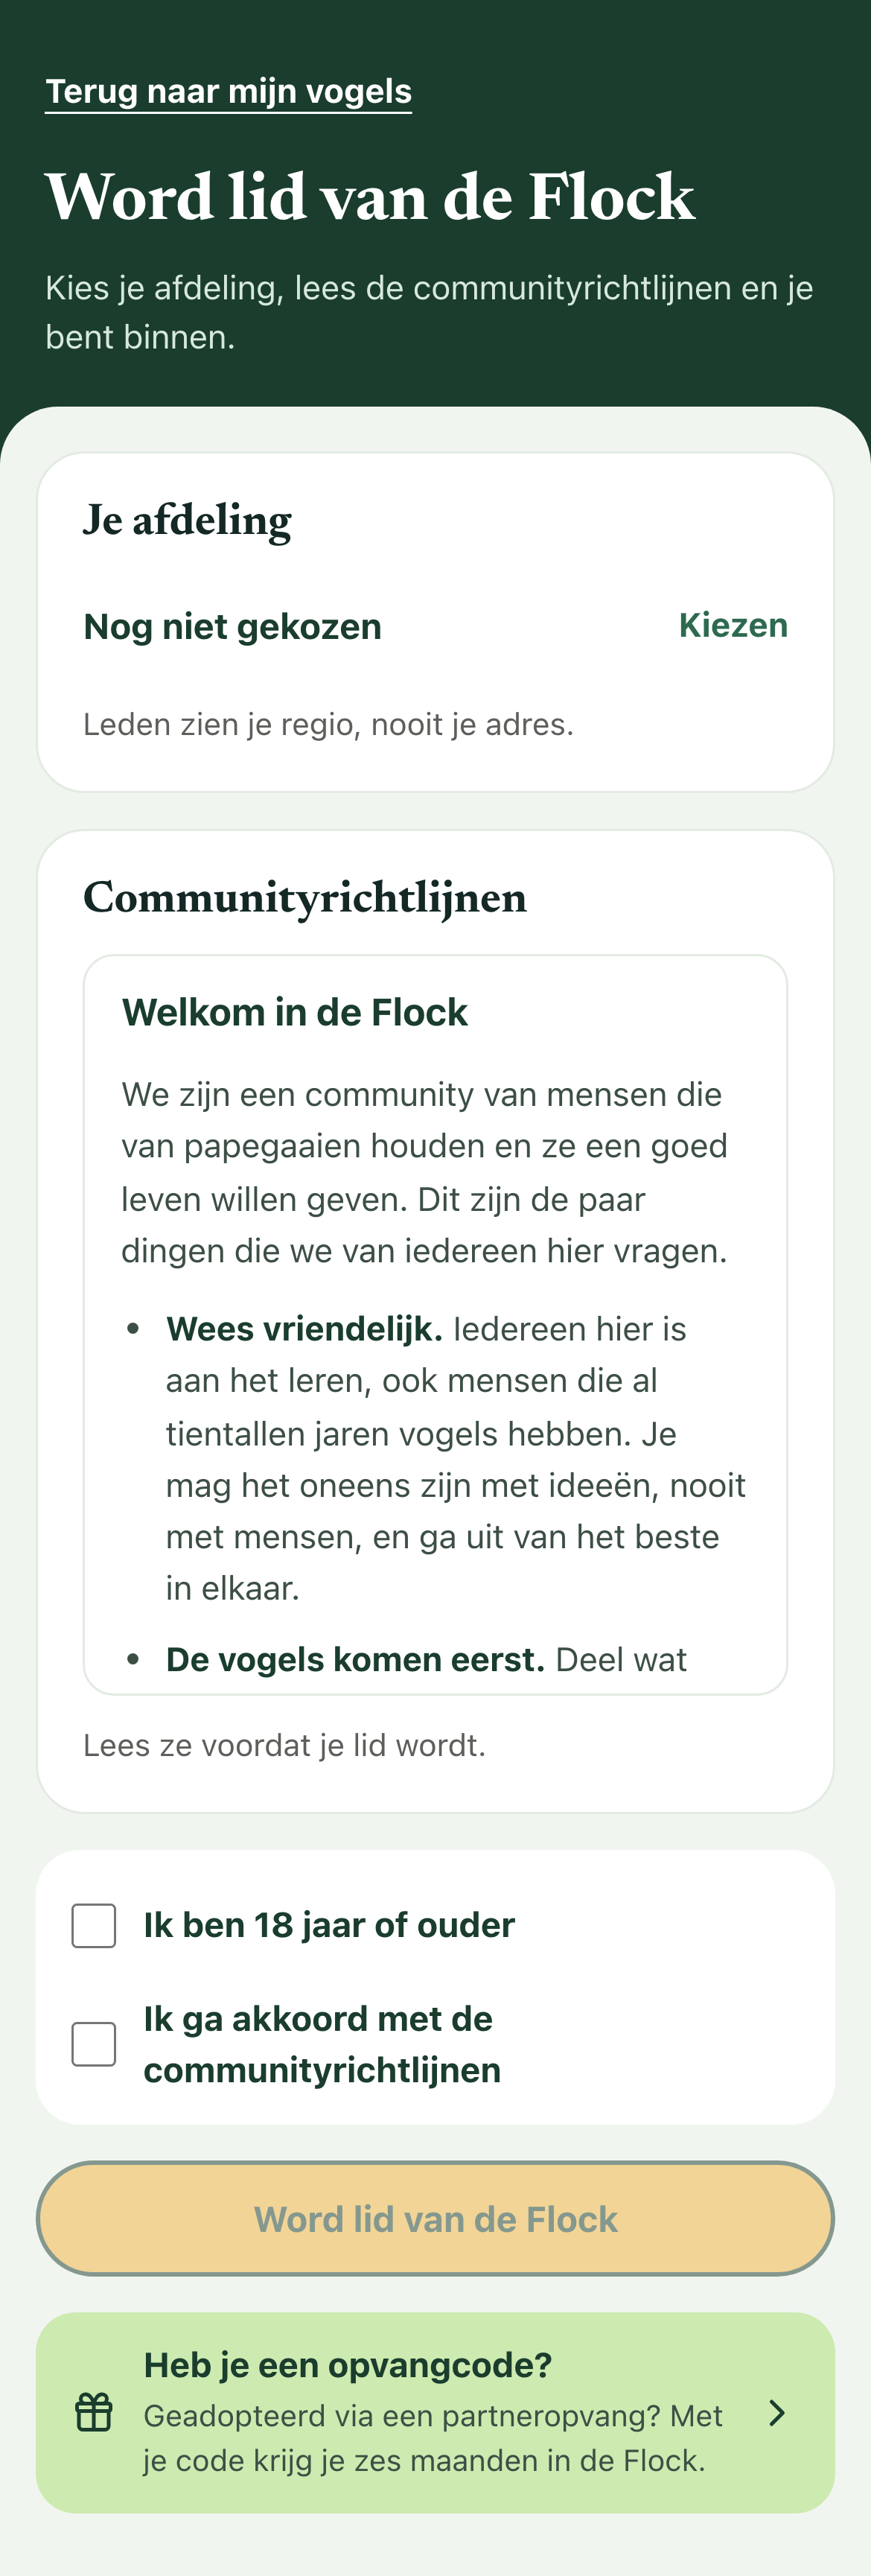 Terug naar mijn vogels
Word lid van de Flock
Kies je afdeling, lees de communityrichtlijnen en je
bent binnen.
Je afdeling
Nog niet gekozen
Kiezen
Leden zien je regio, nooit je adres.
Communityrichtlijnen
Welkom in de Flock
We zijn een community van mensen die
van papegaaien houden en ze een goed
leven willen geven. Dit zijn de paar
dingen die we van iedereen hier vragen.
• Wees vriendelijk. Iedereen hier is
aan het leren, ook mensen die al
tientallen jaren vogels hebben. Je
mag het oneens zijn met ideeën, nooit
met mensen, en ga uit van het beste
in elkaar.
• De vogels komen eerst. Deel wat
Lees ze voordat je lid wordt.
Ik ben 18 jaar of ouder
Ik ga akkoord met de
communityrichtlijnen
Word lid van de Flock
Heb je een opvangcode?
Geadopteerd via een partneropvang? Met
je code krijg je zes maanden in de Flock.